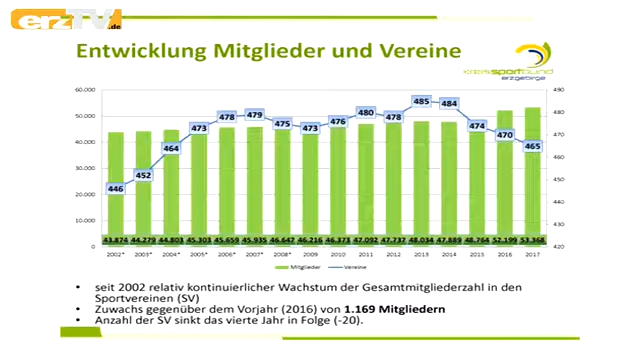 erzTV.de
Entwicklung Mitglieder und Vereine
kreissportbund
erzgebirge
60.000
50.000
40.000
30.000
20.000
10.000
0
490
480
470
460
450
440
430
420
446 452 464 473 478 479 475 473 476 480 478 485 484 474 470 465
43.874 44.279 44.803 45.303 45.659 45.935 46.647 46.216 46.373 47.092 47.737 48.034 47.889 48.764 52.199 53.368
2002* 2003* 2004* 2005* 2006* 2007* 2008* 2009 2010 2011 2012 2013 2014 2015 2016 2017
Mitglieder Vereine
• seit 2002 relativ kontinuierlicher Wachstum der Gesamtmitgliederzahl in den
Sportvereinen (SV)
• Zuwachs gegenüber dem Vorjahr (2016) von 1.169 Mitgliedern
• Anzahl der SV sinkt das vierte Jahr in Folge (-20).